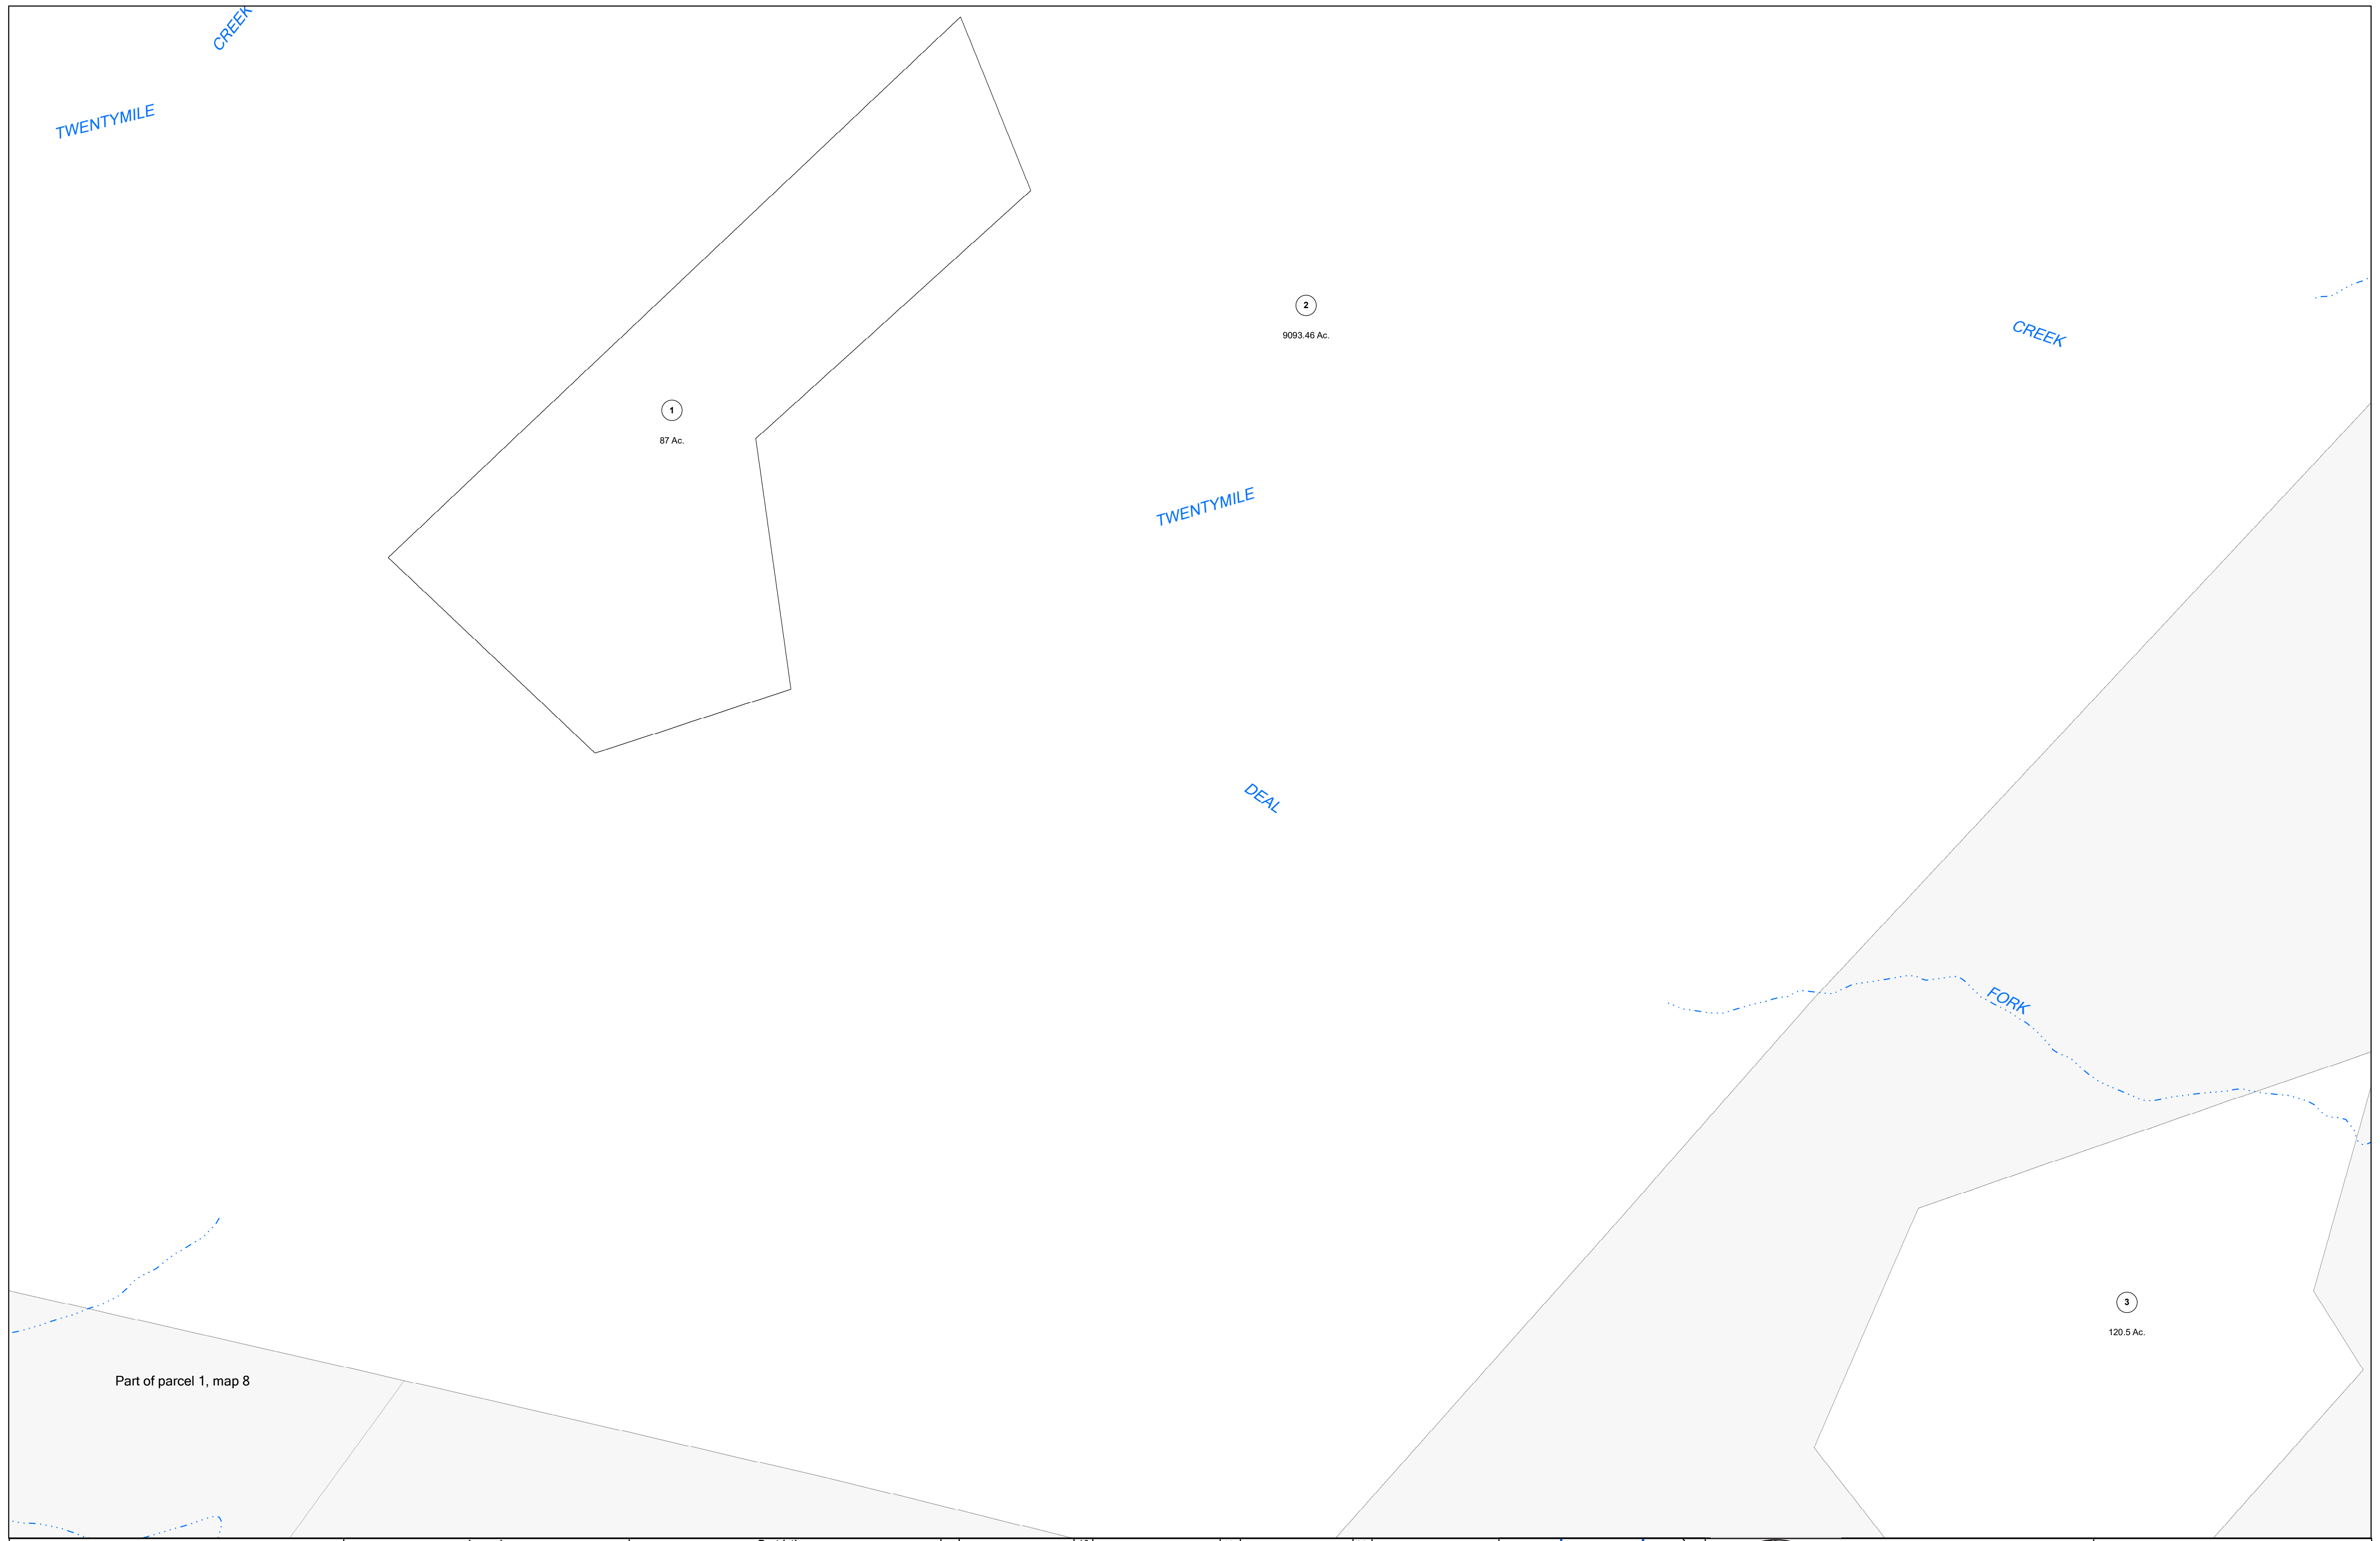 CREEK
TWENTYMILE
2
9093.46 Ac.
CREEK
1
87 Ac.
TWENTYMILE
DEAL
FORK
3
120.5 Ac.
Part of parcel 1, map 8